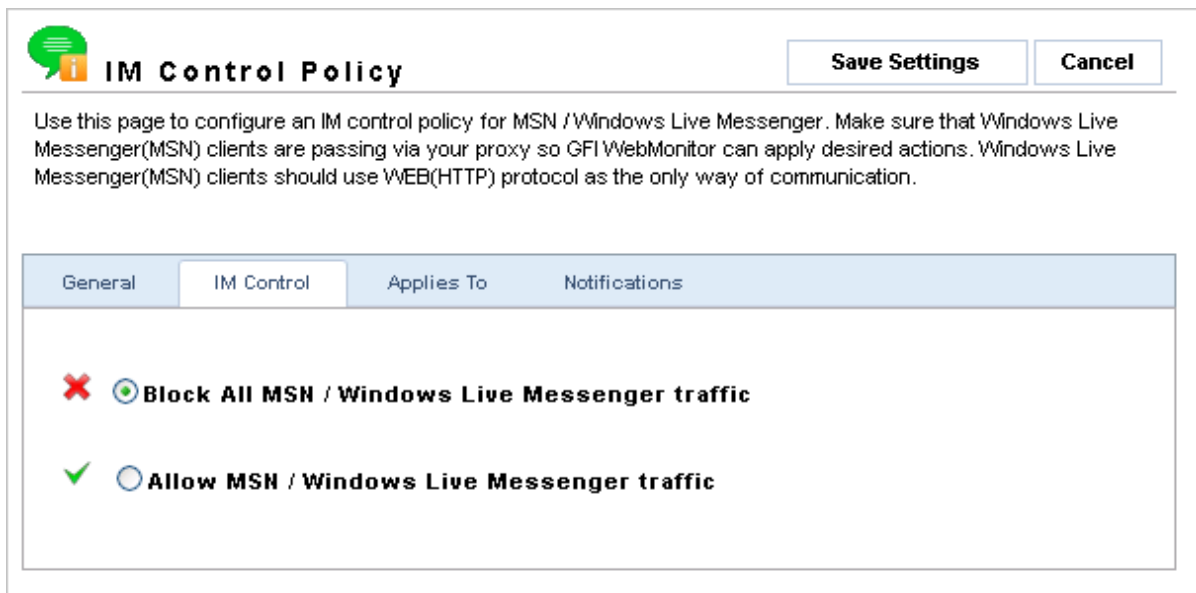 IM Control Policy
Save Settings
Cancel
Use this page to configure an IM control policy for MSN / Windows Live Messenger. Make sure that Windows Live
Messenger(MSN) clients are passing via your proxy so GFI WebMonitor can apply desired actions. Windows Live
Messenger(MSN) clients should use WEB(HTTP) protocol as the only way of communication.
General
IM Control
Applies To
Notifications
Block All MSN / Windows Live Messenger traffic
Allow MSN / Windows Live Messenger traffic